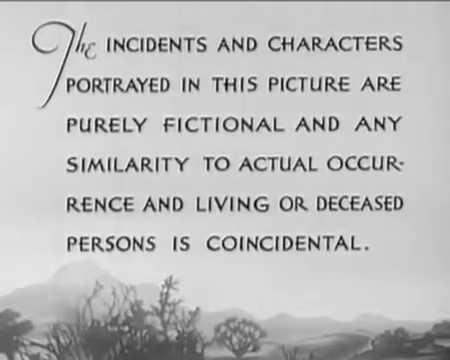 The INCIDENTS AND CHARACTERS
PORTRAYED IN THIS PICTURE ARE
PURELY FICTIONAL AND ANY
SIMILARITY TO ACTUAL OCCUR-
RENCE AND LIVING OR DECEASED
PERSONS IS COINCIDENTAL.